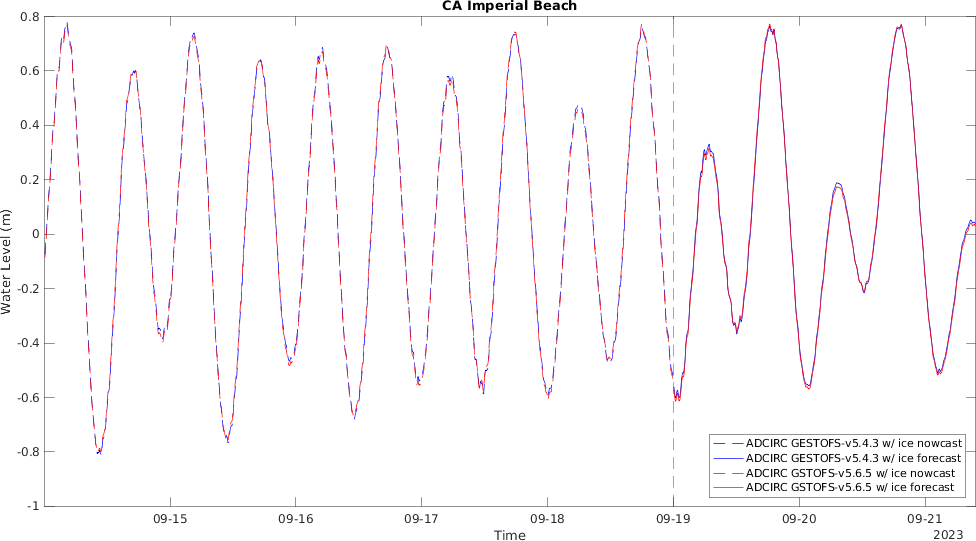 CA Imperial Beach
0.8
0.6
0.4
0.2
0
-0.2
-0.4
-0.6
-0.8
-1
Water Level (m)
09-15 09-16 09-17 09-18 09-19 09-20 09-21
Time
2023
ADCIRC GESTOFS-v5.4.3 w/ ice nowcast
ADCIRC GESTOFS-v5.4.3 w/ ice forecast
ADCIRC GSTOFS-v5.6.5 w/ ice nowcast
ADCIRC GSTOFS-v5.6.5 w/ ice forecast